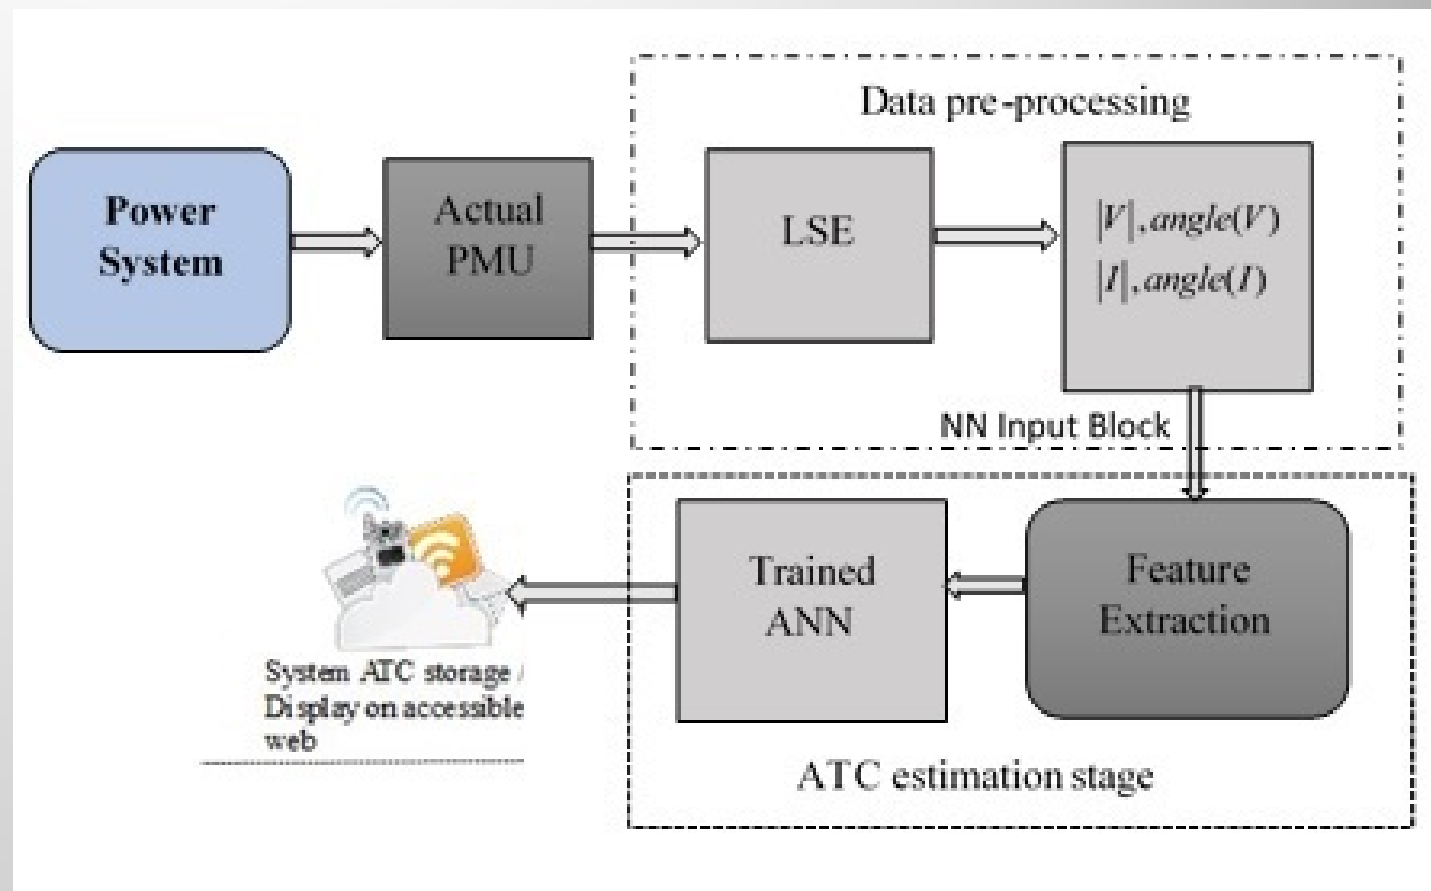 Data pre-processing
Power
System
Actual
PMU
LSE
|V|,angle(V)
|I|,angle(I)
NN Input Block
Feature
Extraction
Trained
ANN
System ATC storage /
Display on accessible
web
ATC estimation stage